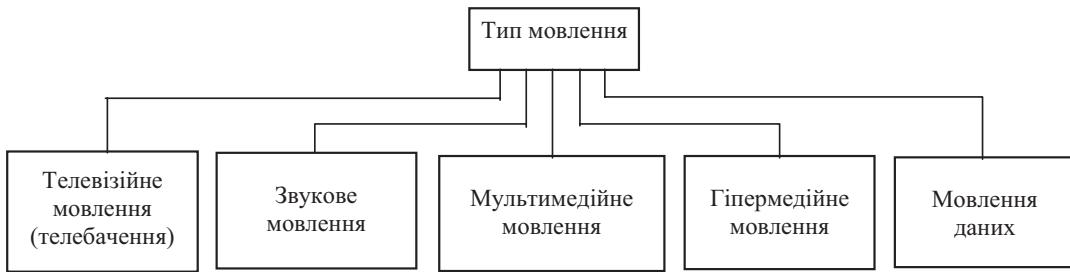 Тип мовлення
Телевізійне
мовлення
(телебачення)
Звукове
мовлення
Мультимедійне
мовлення
Гіпермедійне
мовлення
Мовлення
даних